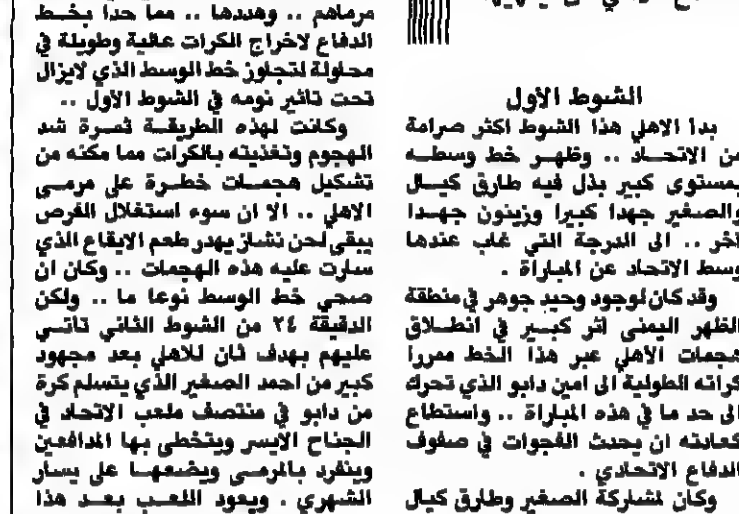 الشوط الأول
بدأ الاهلي هذا الشوط اكثر صرامة
من الاتحاد .. وظهر خط وسطه
بمستوى كبير بذل فيه طارق كيال
والصغير جهدا كبيرا وزينون جهدا
آخر .. الى الدرجة التي غاب عندها
وسط الاتحاد عن المباراة .
وقد كان لوجود وحيد جوهر في منطقة
الظهر اليمنى اثر كبير في انطلاق
هجمات الأهلي عبر هذا الخط ممررا
كراته الطولية الى امين دابو الذي تحرك
الى حد ما في هذه المباراة .. واستطاع
كعادته ان يحدث الفجوات في صفوف
الدفاع الاتحادي .
وكان لمشاركة الصغير وطارق كيال
مرماهم .. وهددها .. مما حدا بخط
الدفاع لاخراج الكرات عالية وطويلة في
محاولة لتجاوز خط الوسط الذي لايزال
تحت تاثير نومه في الشوط الأول ..
وكانت لهذه الطريقة ثمرة شد
الهجوم وتغذيته بالكرات مما مكنه من
تشكيل هجمات خطرة على مرمى
الاهلي .. الا ان سوء استغلال الفرص
يبقى لحن نشاز يهدر طعم الايقاع الذي
سارت عليه هذه الهجمات .. وكان ان
صحي خط الوسط نوعا ما .. ولكن
الدقيقة ٢٤ من الشوط الثاني تاتي
عليهم بهدف ثان للاهلي بعد مجهود
كبير من احمد الصغير الذي يتسلم كرة
من دابو في منتصف ملعب الاتحاد في
الجناح الأيسر ويتخطى بها المدافعين
وينفرد بالمرمى ويضعها على يسار
الشهري . ويعود اللعب بعد هذا